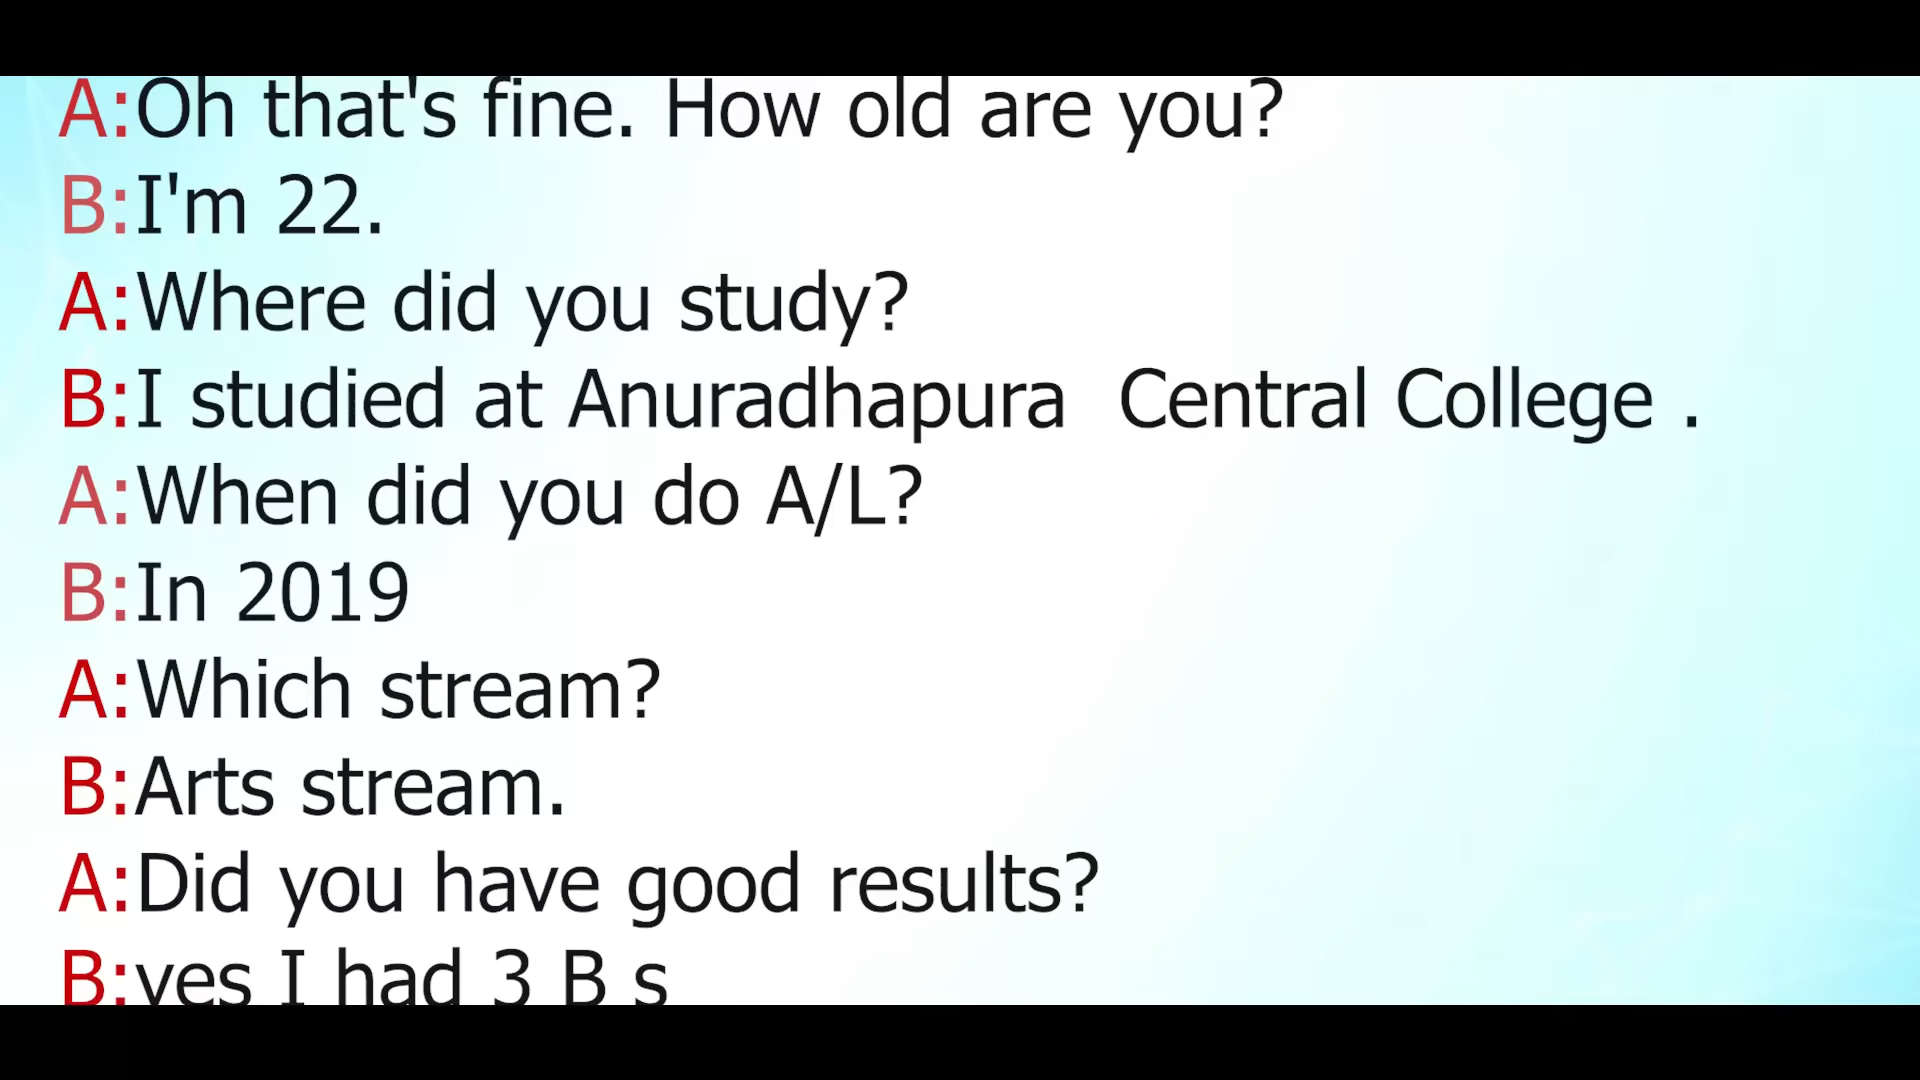 A:Oh that's fine. How old are you?
B:I'm 22.
A:Where did you study?
B:I studied at Anuradhapura  Central College .
A:When did you do A/L?
B:In 2019
A:Which stream?
B:Arts stream.
A:Did you have good results?
B:yes I had 3 B s